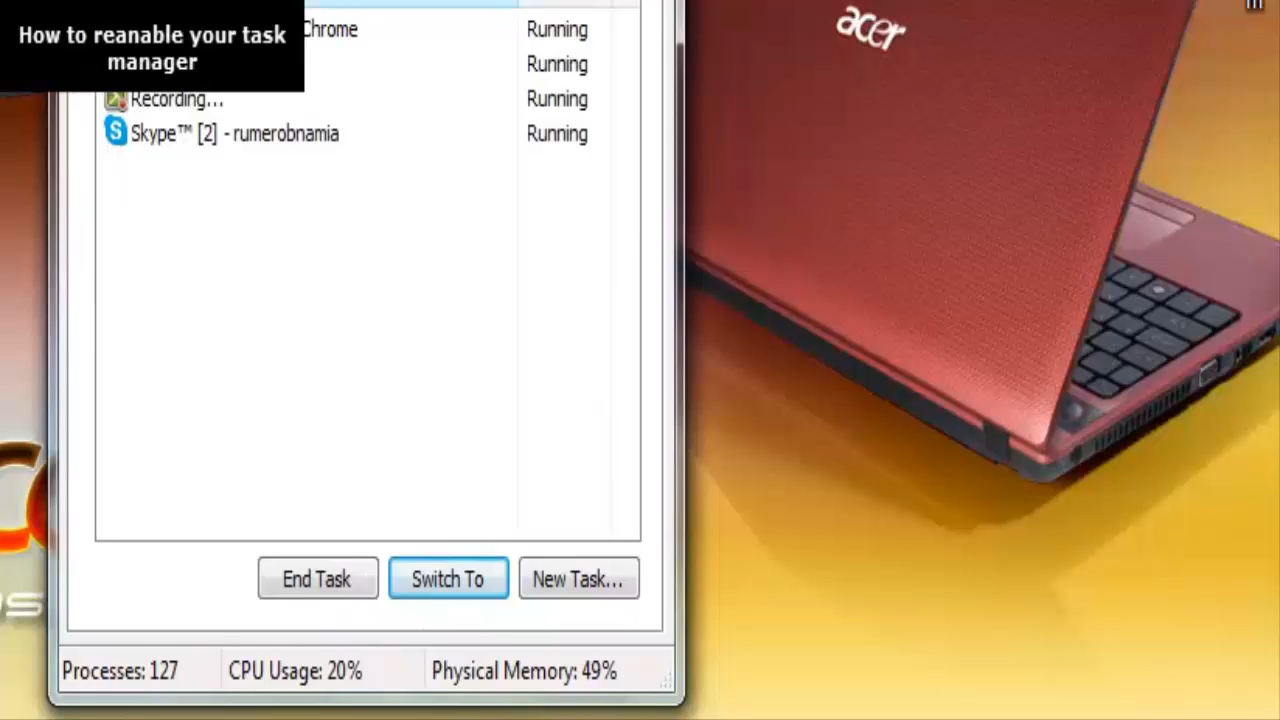 How to reanable your task
manager
Chrome Running
Running
Recording... Running
Skype™ [2] - rumerobnamia Running
acer
End Task Switch To New Task...
Processes: 127 CPU Usage: 20% Physical Memory: 49%